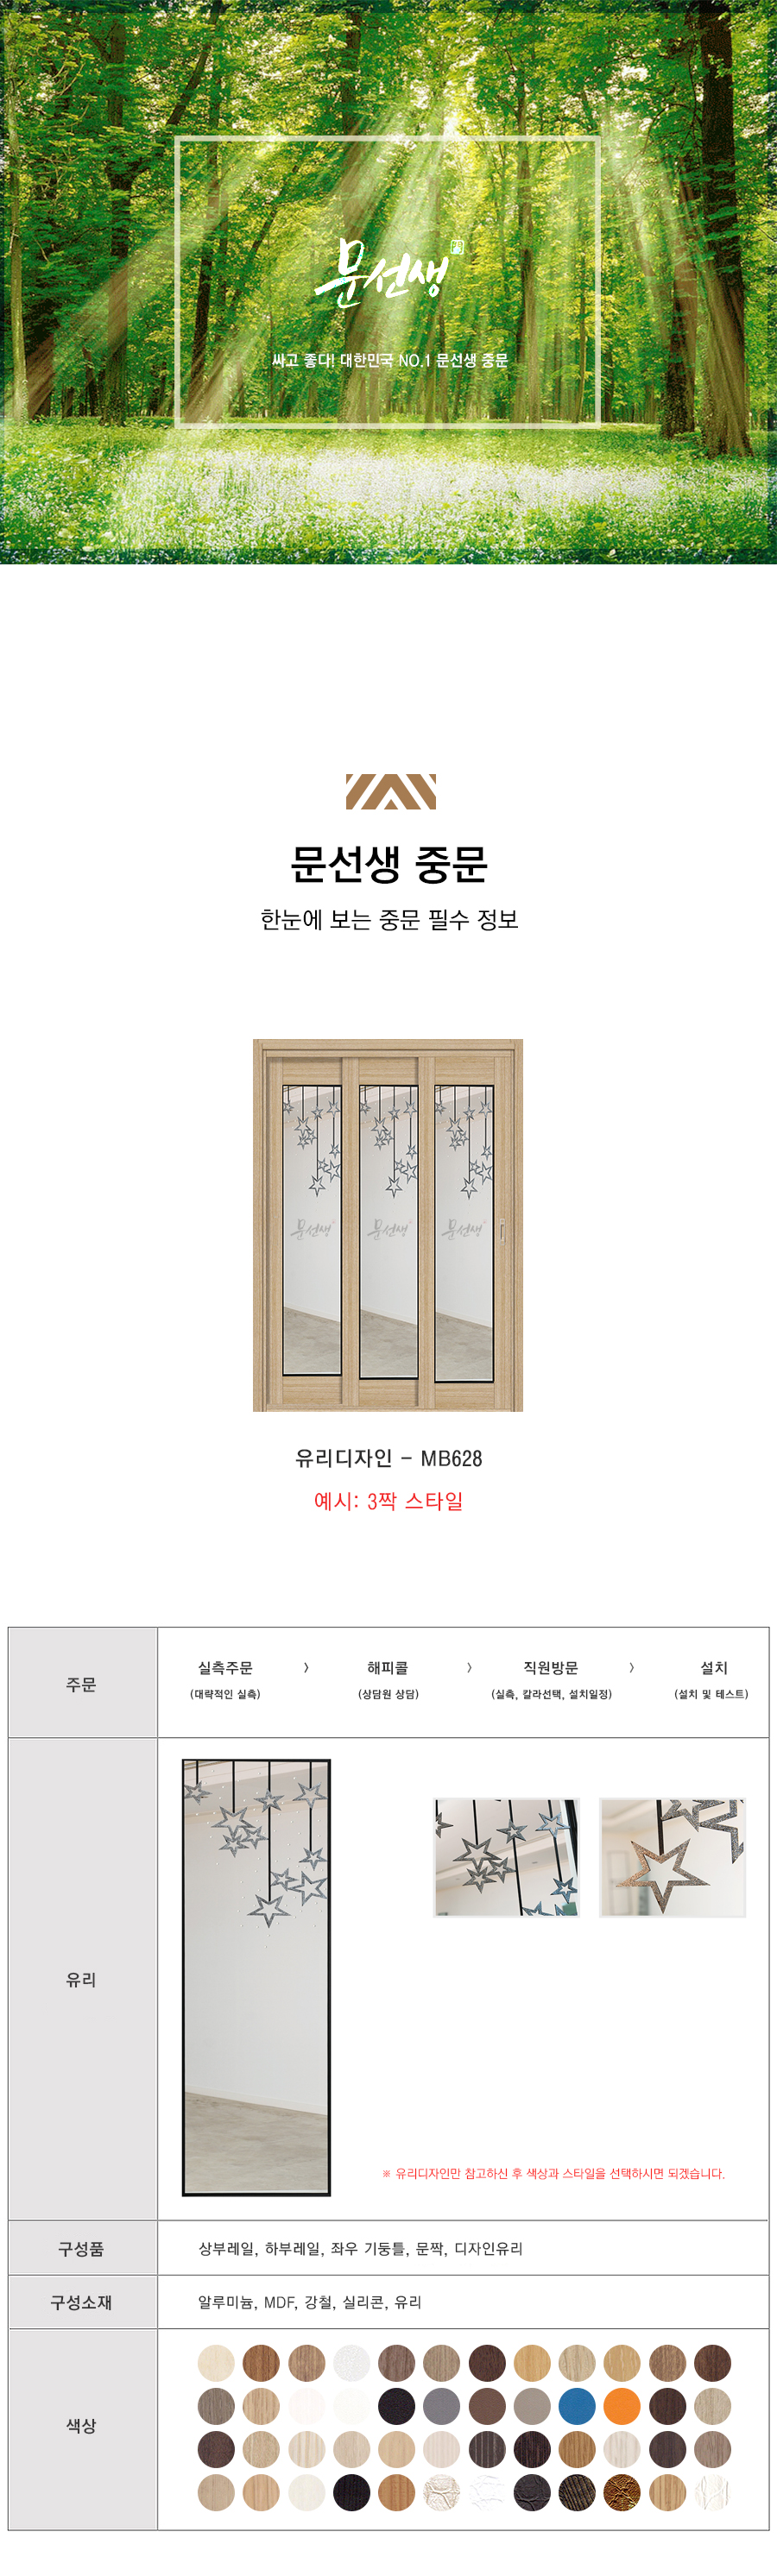 문선생
싸고 좋다! 대한민국 NO.1 문선생 중문
문선생 중문
한눈에 보는 중문 필수 정보
문선생 문선생 문선생
유리디자인 - MB628
예시: 3짝 스타일
주문
실측주문 > 해피콜 > 직원방문 > 설치
(대략적인 실측) (상담원 상담) (실측, 칼라선택, 설치일정) (설치 및 테스트)
유리
※ 유리디자인만 참고하신 후 색상과 스타일을 선택하시면 되겠습니다.
구성품
상부레일, 하부레일, 좌우 기둥틀, 문짝, 디자인유리
구성소재
알루미늄, MDF, 강철, 실리콘, 유리
색상